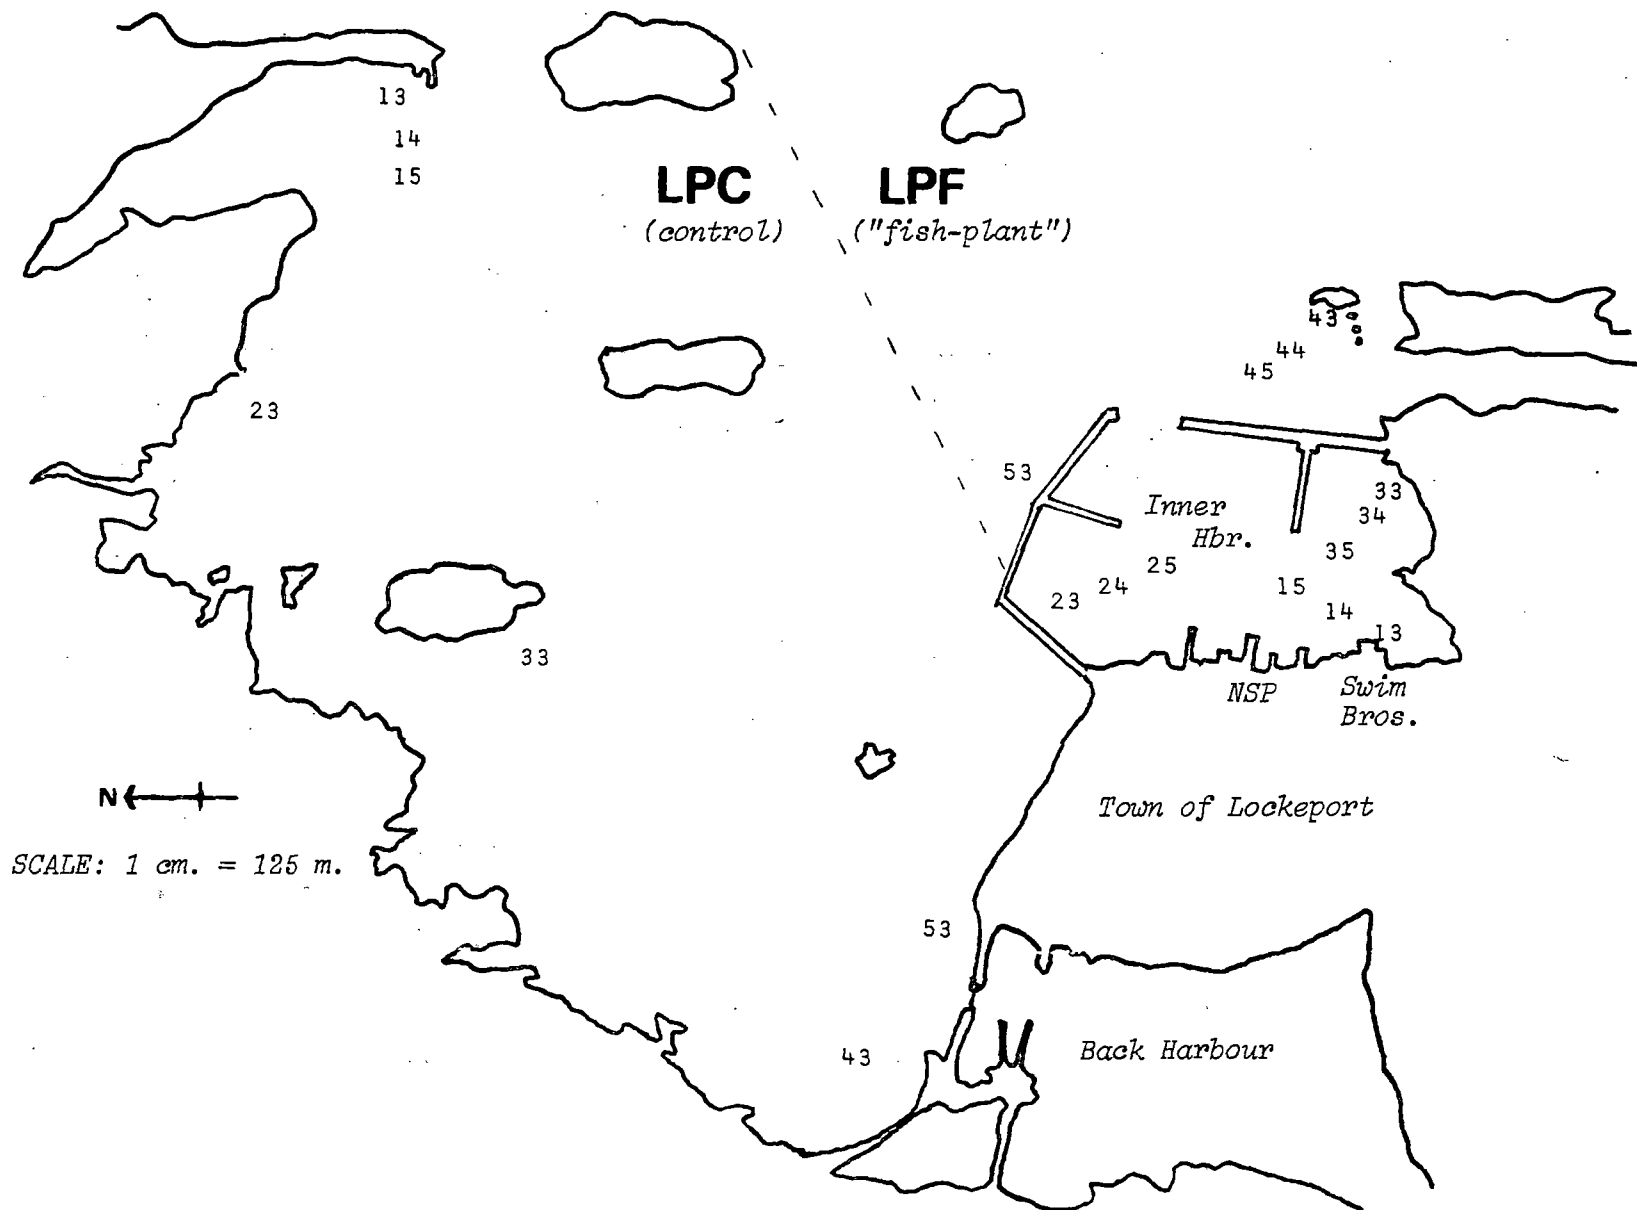 13
14
15
LPC
(control)
LPF
("fish-plant")
43
44
45
23
53
Inner
Hbr.
33
34
35
25
24
23
15
14
13
33
NSP
Swim
Bros.
N
Town of Lockeport
SCALE: 1 cm. = 125 m.
53
43
Back Harbour